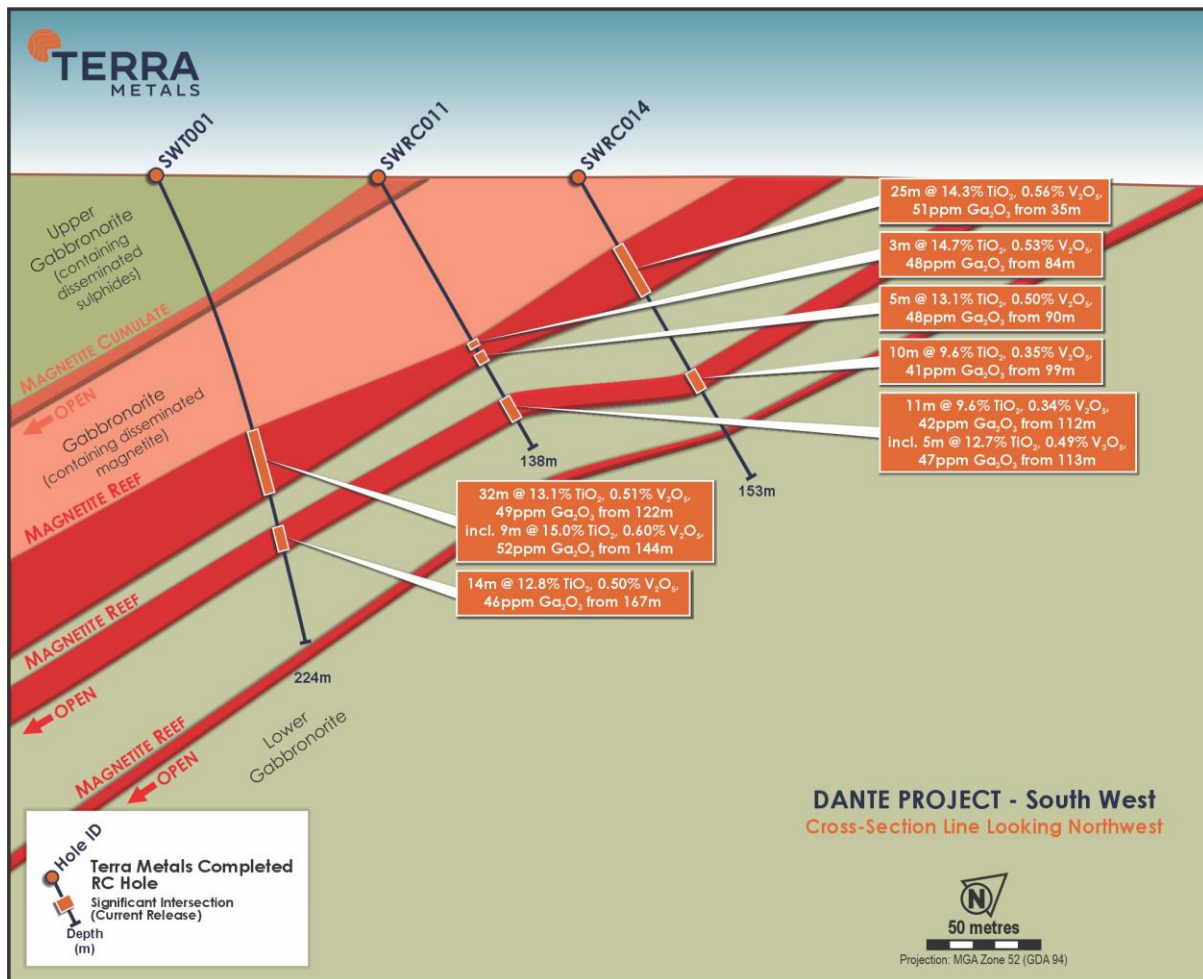 TERRA
METALS
SWT001
SWRC011
SWRC014
Upper
Gabbronorite
(containing
disseminated
sulphides)
MAGNETITE CUMULATE
OPEN
Gabbronorite
(containing disseminated
magnetite)
MAGNETITE REEF
MAGNETITE REEF
OPEN
MAGNETITE REEF
OPEN
Lower
Gabbronorite
25m @ 14.3% TiO₂, 0.56% V₂O₅,
51ppm Ga₂O₃ from 35m
3m @ 14.7% TiO₂, 0.53% V₂O₅,
48ppm Ga₂O₃ from 84m
5m @ 13.1% TiO₂, 0.50% V₂O₅,
48ppm Ga₂O₃ from 90m
10m @ 9.6% TiO₂, 0.35% V₂O₅,
41ppm Ga₂O₃ from 99m
11m @ 9.6% TiO₂, 0.34% V₂O₅,
42ppm Ga₂O₃ from 112m
incl. 5m @ 12.7% TiO₂, 0.49% V₂O₅,
47ppm Ga₂O₃ from 113m
138m
153m
32m @ 13.1% TiO₂, 0.51% V₂O₅,
49ppm Ga₂O₃ from 122m
incl. 9m @ 15.0% TiO₂, 0.60% V₂O₅,
52ppm Ga₂O₃ from 144m
14m @ 12.8% TiO₂, 0.50% V₂O₅,
46ppm Ga₂O₃ from 167m
224m
DANTE PROJECT - South West
Cross-Section Line Looking Northwest
Hole ID
Terra Metals Completed
RC Hole
Significant Intersection
(Current Release)
Depth
(m)
N
50 metres
Projection: MGA Zone 52 (GDA 94)